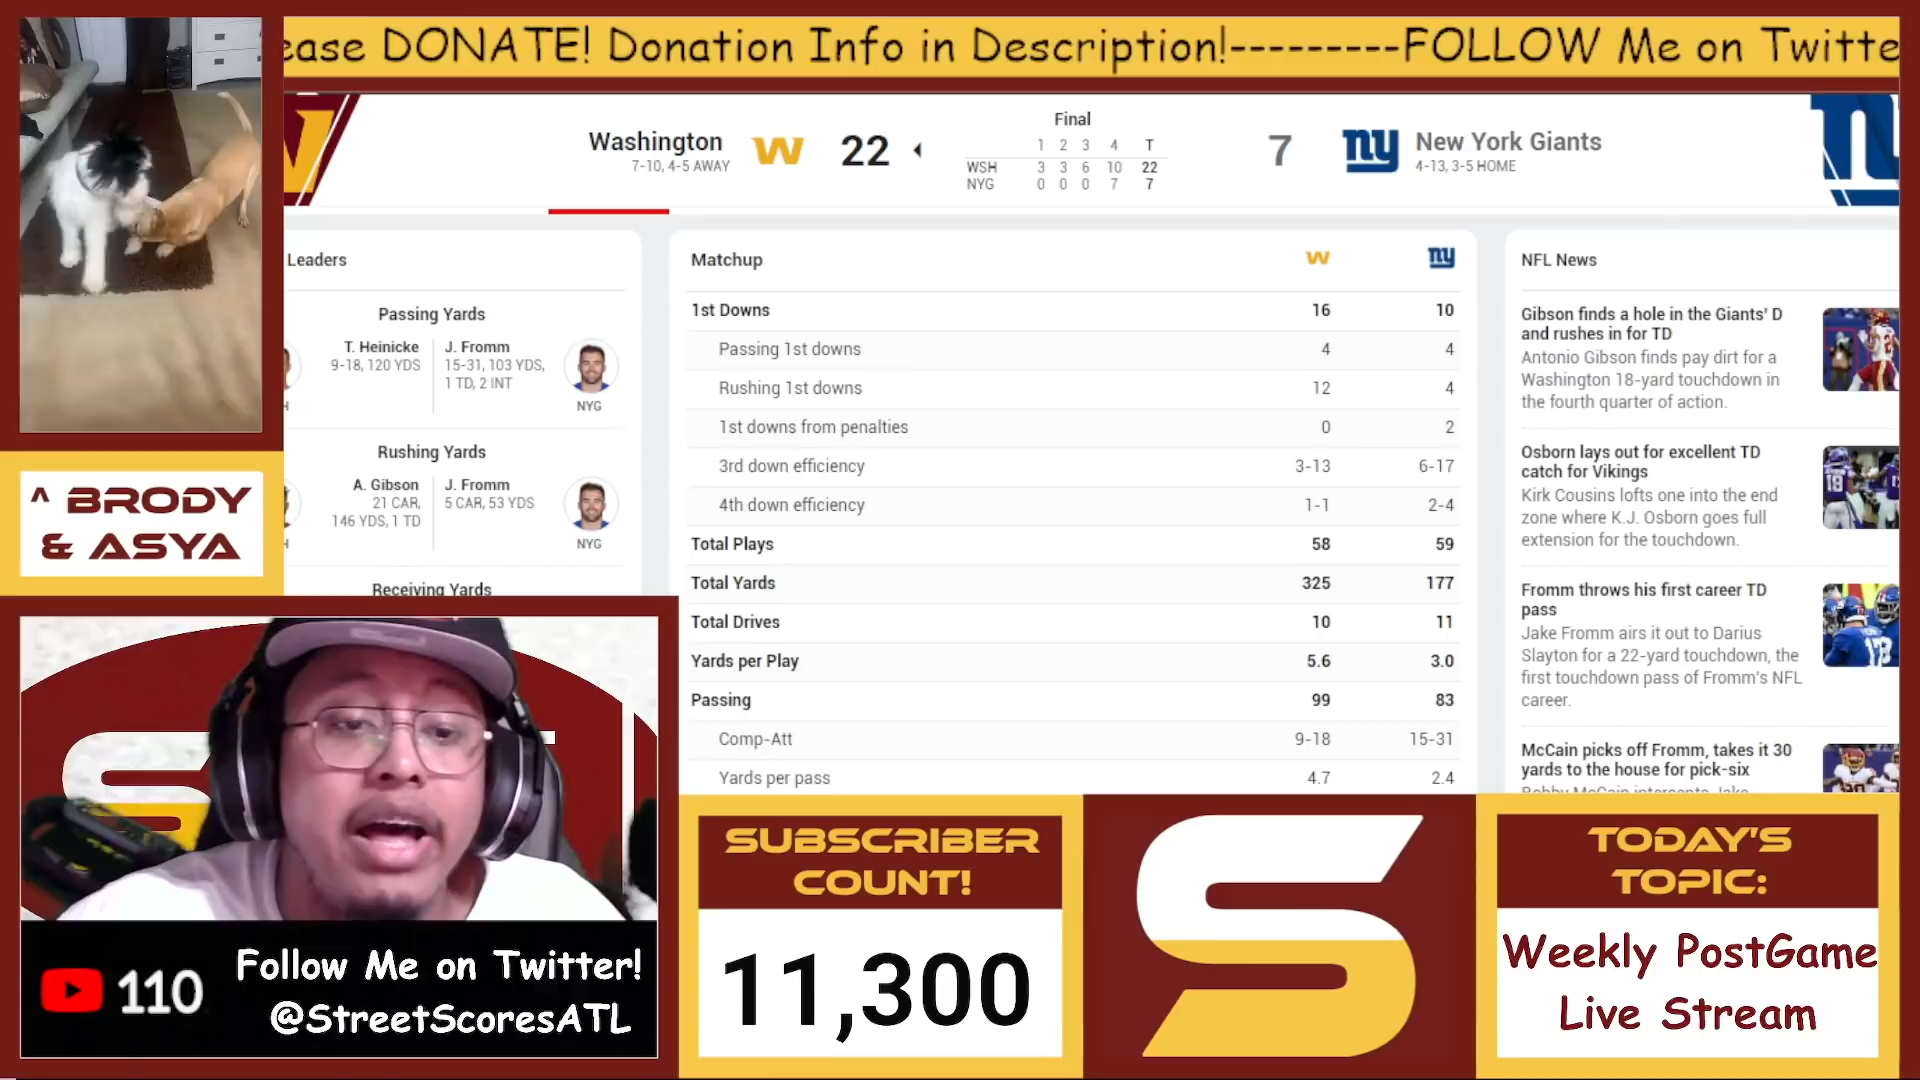 ease DONATE! Donation Info in Description!---------FOLLOW Me on Twitte
Washington
7-10, 4-5 AWAY
W
22
Final
1 2 3 4 T
WSH 3 3 6 10 22
NYG 0 0 0 7 7
7
ny
New York Giants
4-13, 3-5 HOME
Leaders
Passing Yards
T. Heinicke
9-18, 120 YDS
J. Fromm
15-31, 103 YDS,
1 TD, 2 INT
NYG
Rushing Yards
A. Gibson
21 CAR,
146 YDS, 1 TD
J. Fromm
5 CAR, 53 YDS
NYG
Receiving Yards
Matchup W ny
1st Downs 16 10
Passing 1st downs 4 4
Rushing 1st downs 12 4
1st downs from penalties 0 2
3rd down efficiency 3-13 6-17
4th down efficiency 1-1 2-4
Total Plays 58 59
Total Yards 325 177
Total Drives 10 11
Yards per Play 5.6 3.0
Passing 99 83
Comp-Att 9-18 15-31
Yards per pass 4.7 2.4
NFL News
Gibson finds a hole in the Giants' D
and rushes in for TD
Antonio Gibson finds pay dirt for a
Washington 18-yard touchdown in
the fourth quarter of action.
Osborn lays out for excellent TD
catch for Vikings
Kirk Cousins lofts one into the end
zone where K.J. Osborn goes full
extension for the touchdown.
Fromm throws his first career TD
pass
Jake Fromm airs it out to Darius
Slayton for a 22-yard touchdown, the
first touchdown pass of Fromm's NFL
career.
McCain picks off Fromm, takes it 30
yards to the house for pick-six
Bobby McCain intercepts Jake
^ BRODY
& ASYA
110
Follow Me on Twitter!
@StreetScoresATL
SUBSCRIBER
COUNT!
11,300
S
TODAY'S
TOPIC:
Weekly PostGame
Live Stream